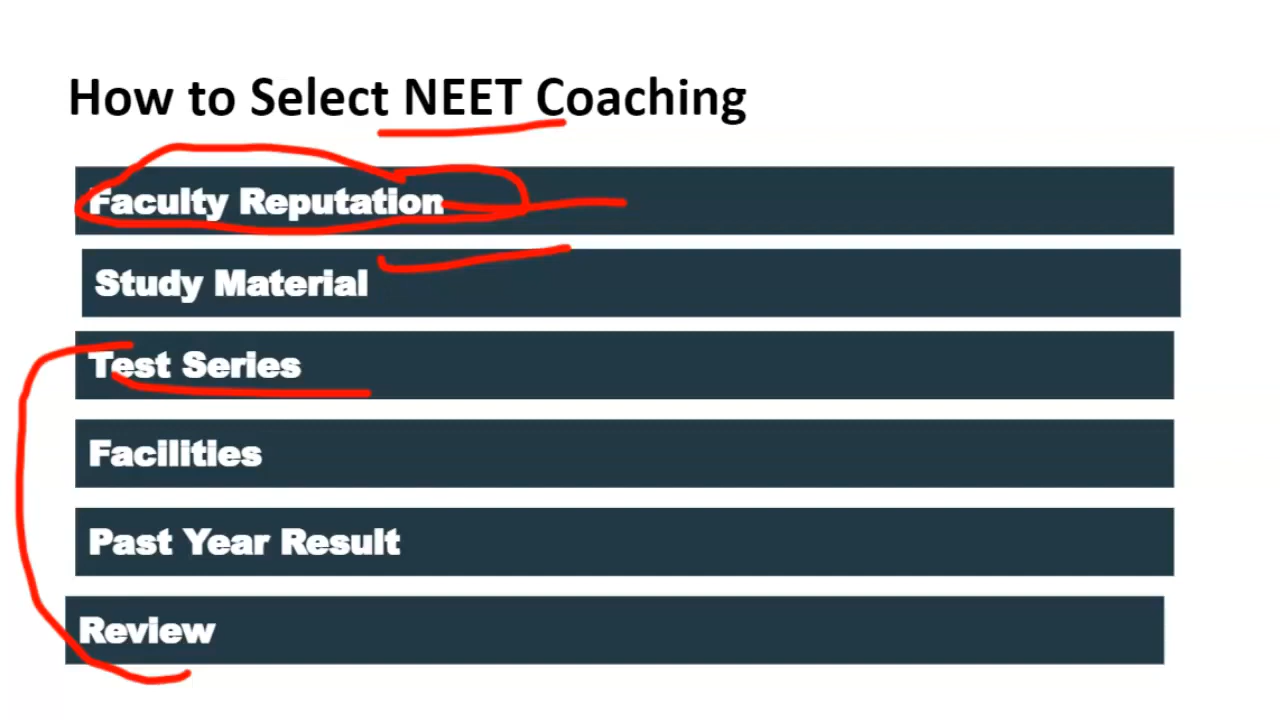 How to Select NEET Coaching
Faculty Reputation
Study Material
Test Series
Facilities
Past Year Result
Review